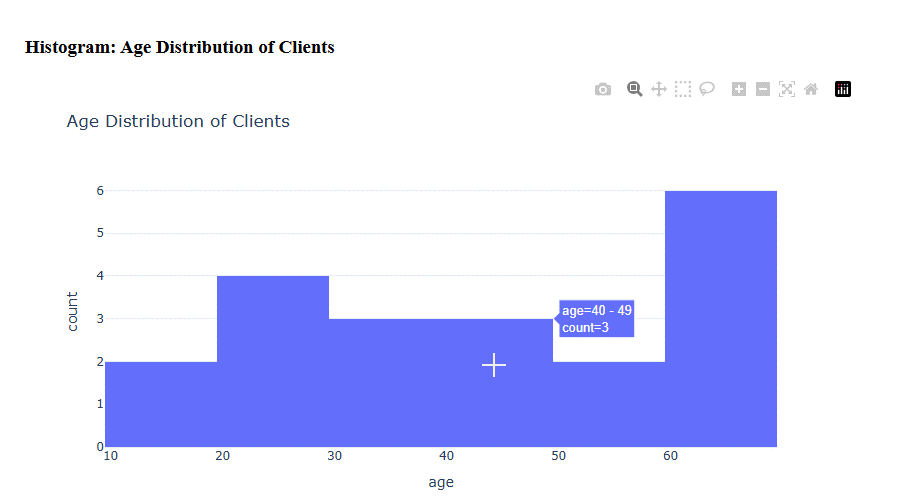 Histogram: Age Distribution of Clients
Age Distribution of Clients
6
5
4
3
2
1
0
count
age=40 - 49
count=3
10 20 30 40 50 60
age